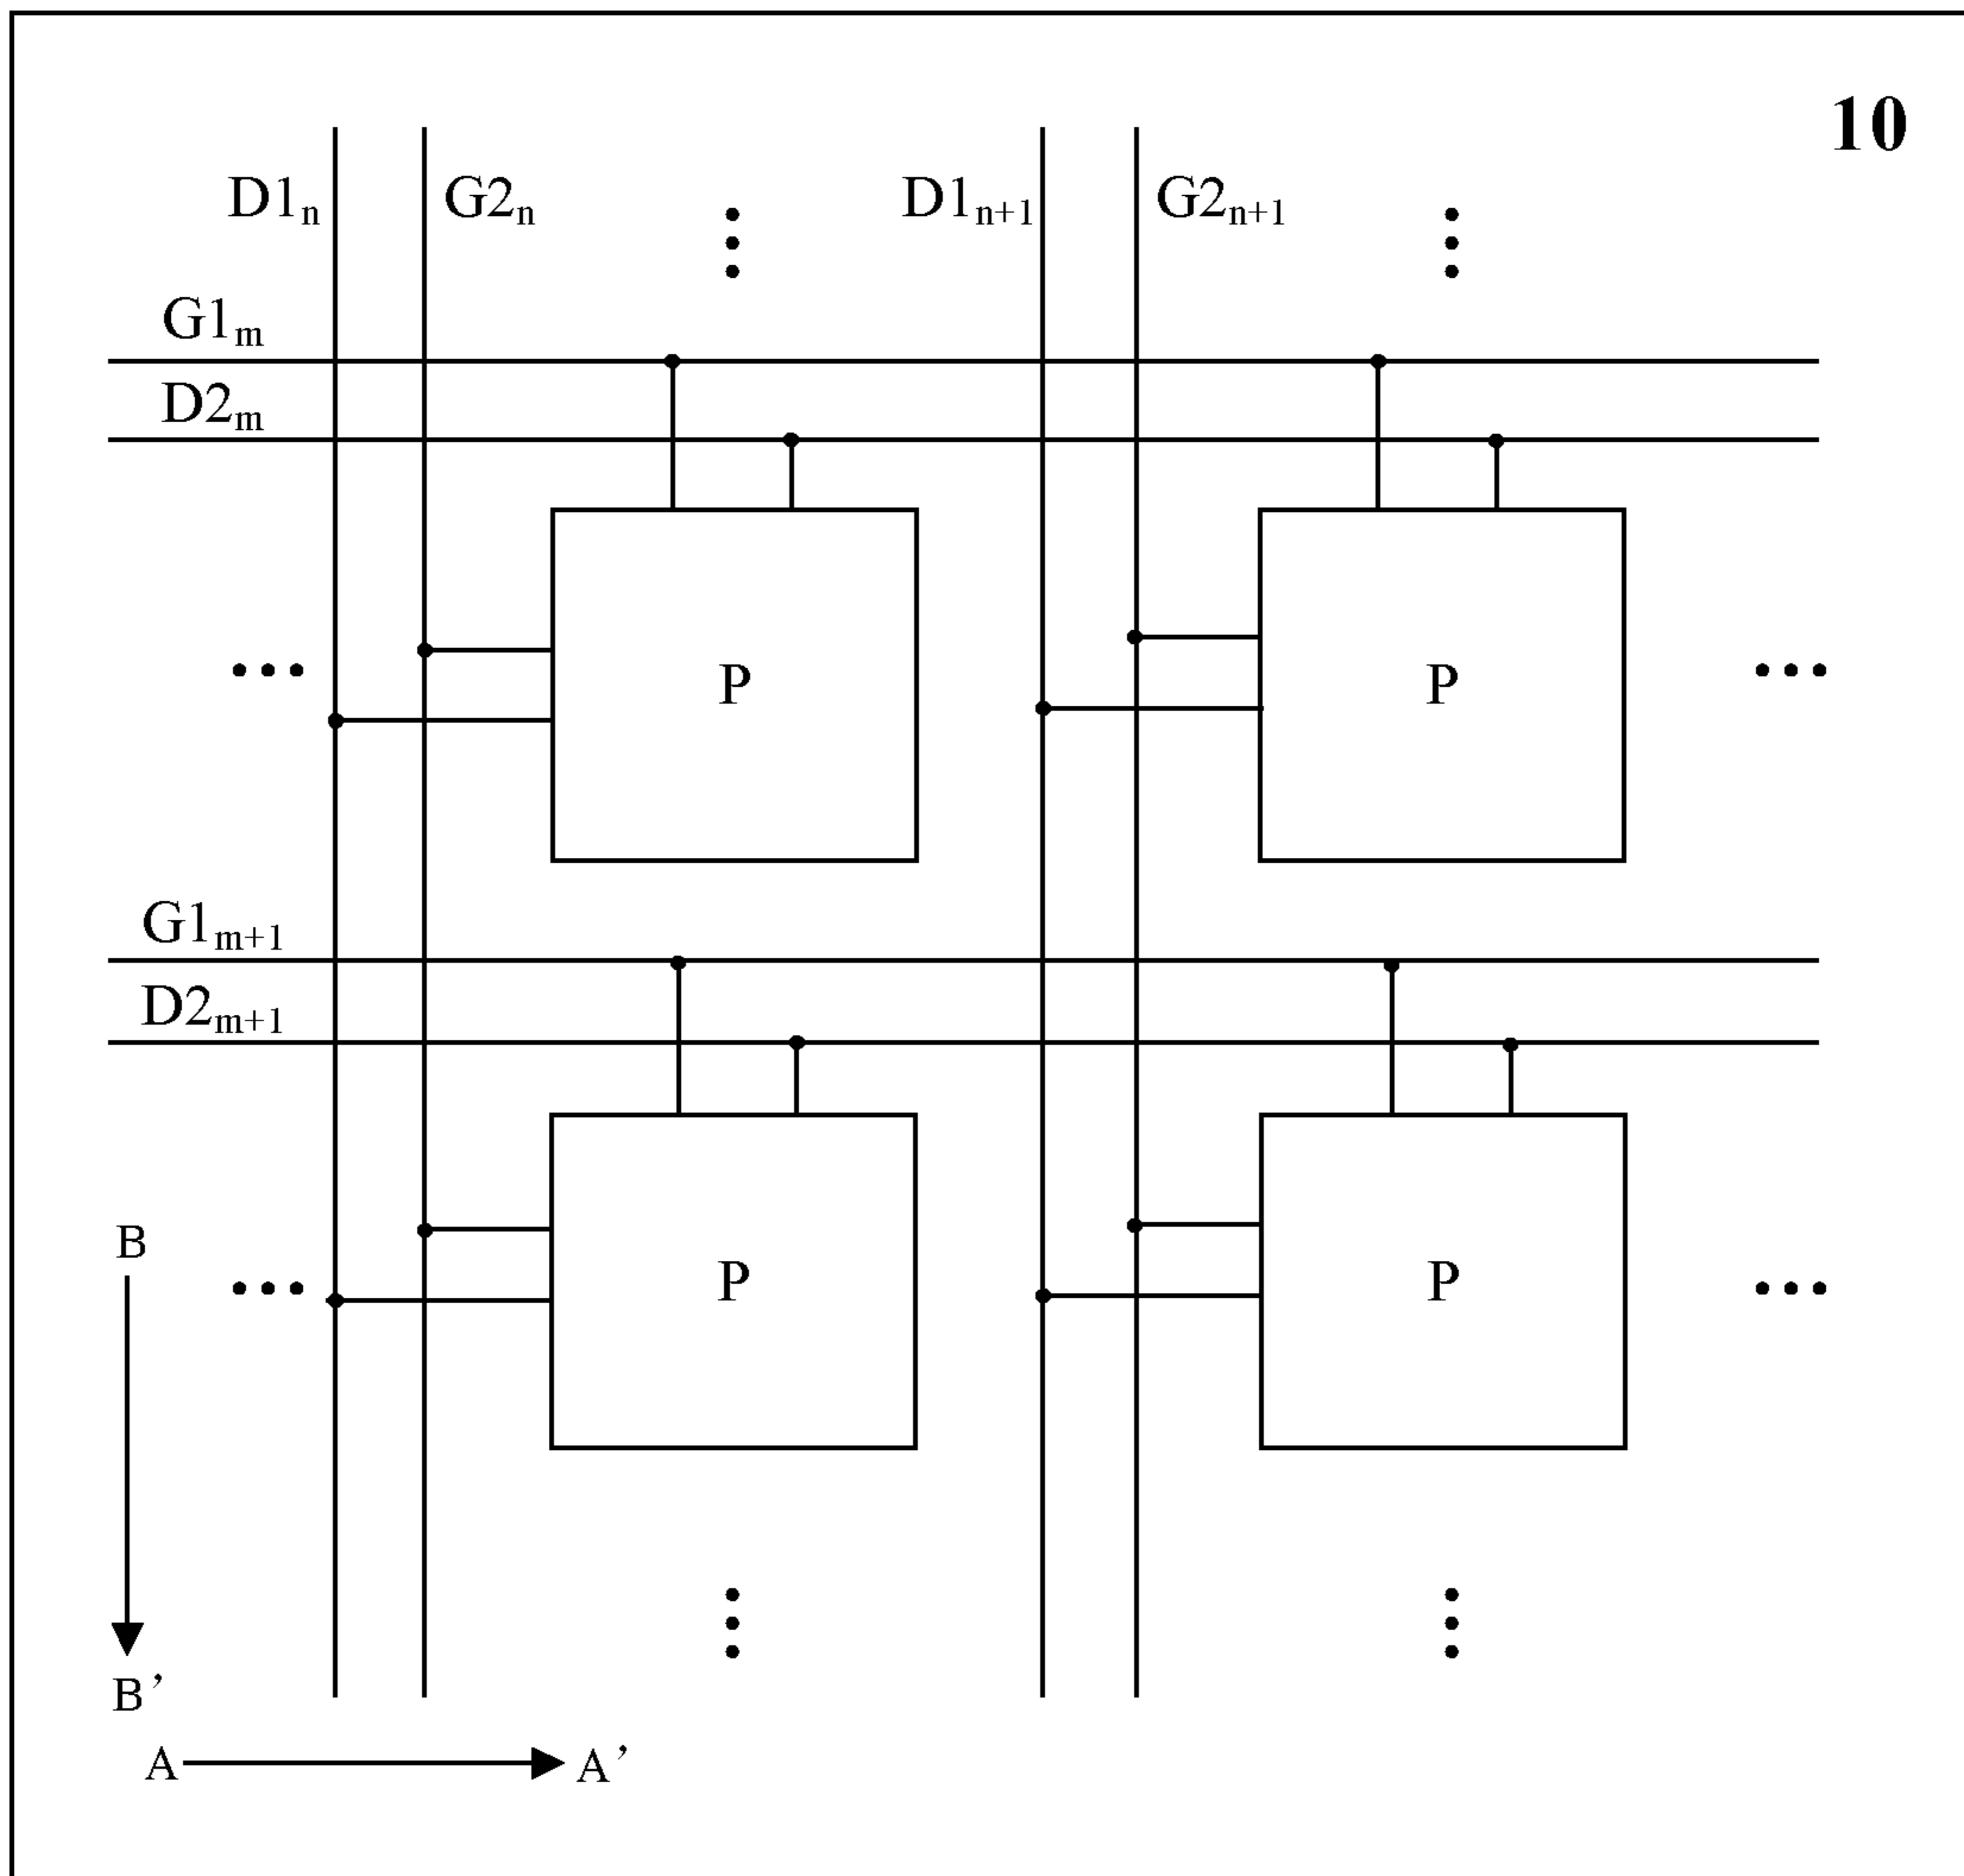 10
D1n G2n D1n+1 G2n+1
G1m
D2m
P P
G1m+1
D2m+1
B
P P
B’
A A’